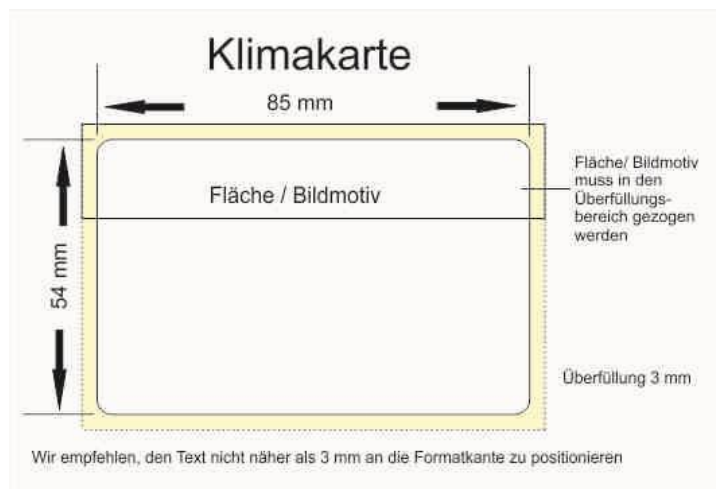 Klimakarte
85 mm
Fläche / Bildmotiv
Fläche/ Bildmotiv
muss in den
Überfüllungs-
bereich gezogen
werden
54 mm
Überfüllung 3 mm
Wir empfehlen, den Text nicht näher als 3 mm an die Formatkante zu positionieren